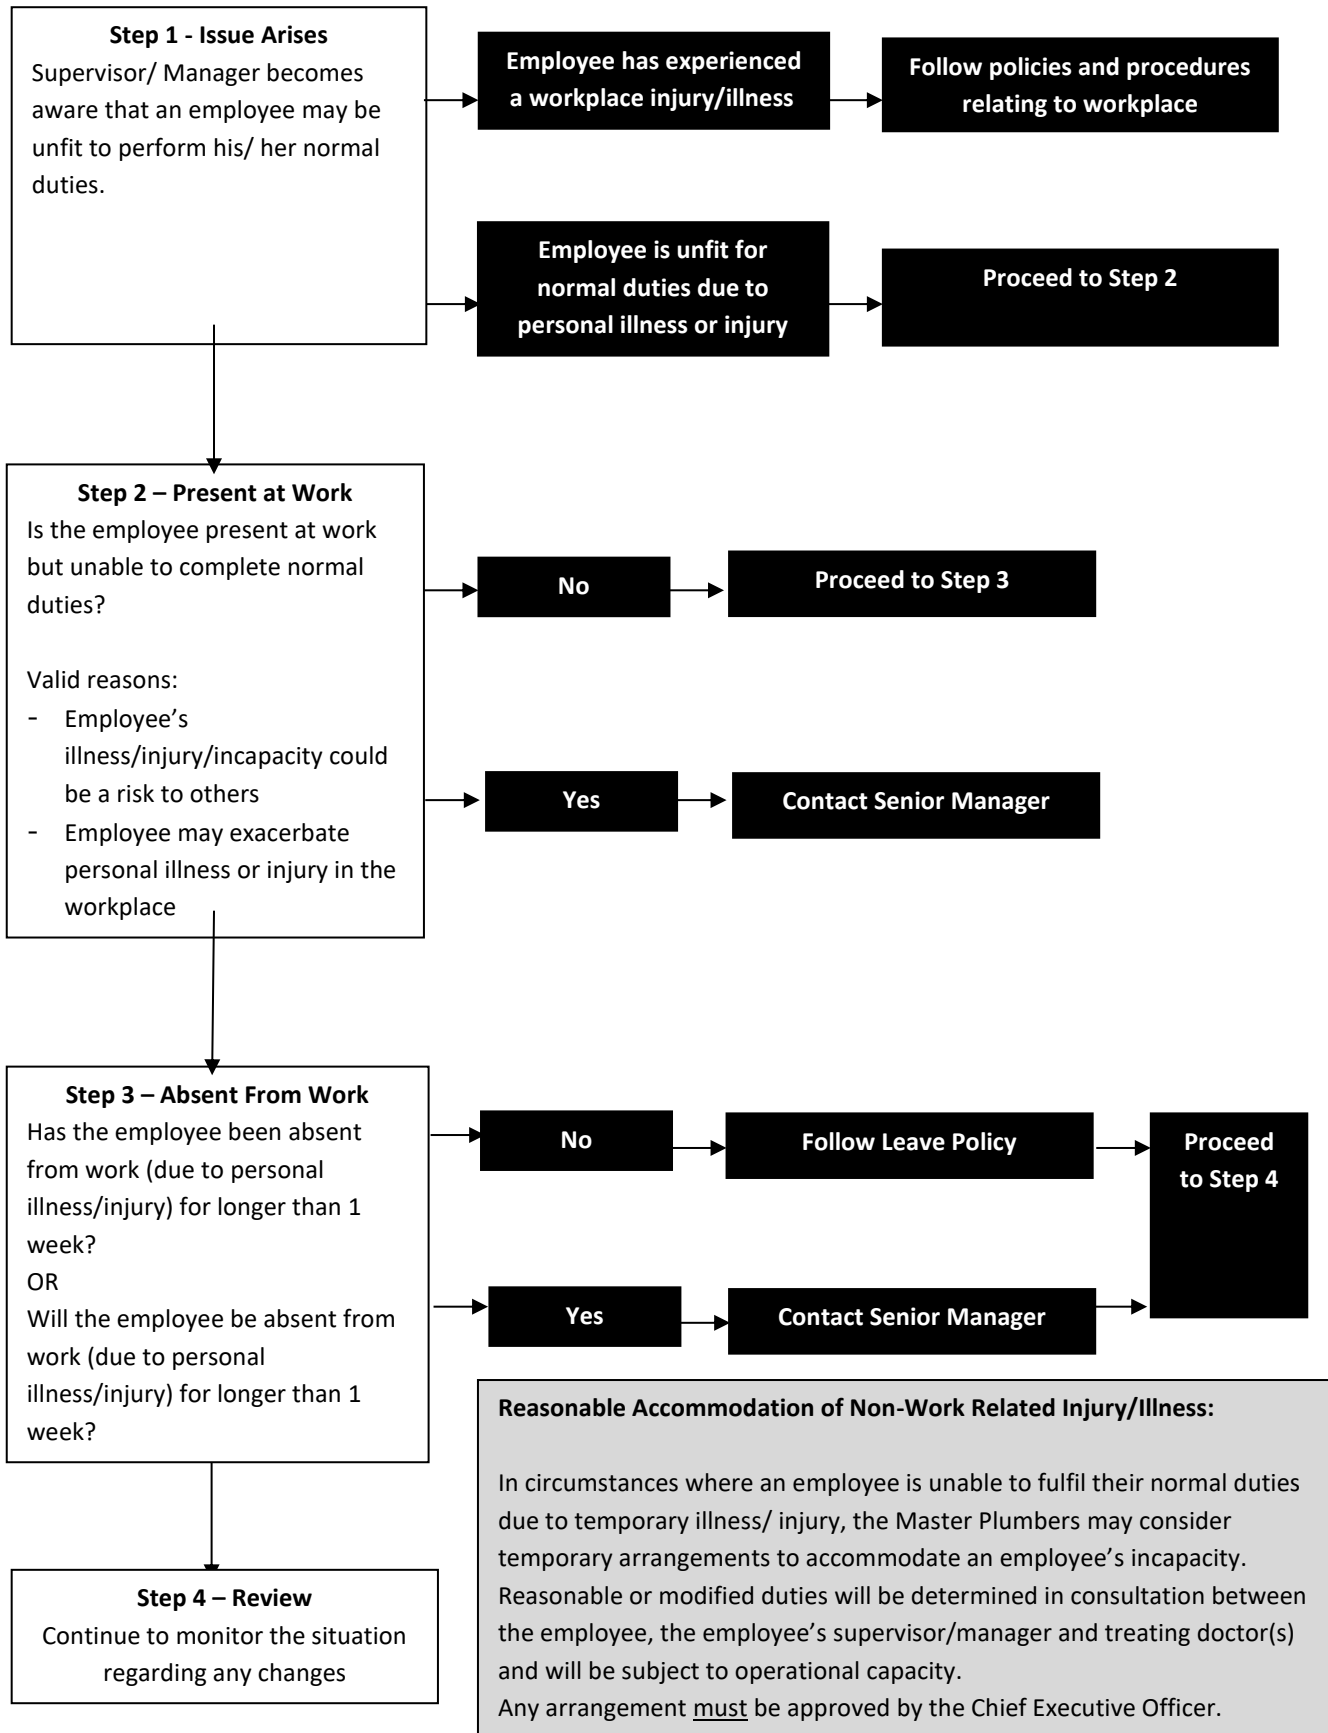 Step 1 - Issue Arises
Supervisor/ Manager becomes
aware that an employee may be
unfit to perform his/ her normal
duties.
Employee has experienced
a workplace injury/illness
Follow policies and procedures
relating to workplace
Employee is unfit for
normal duties due to
personal illness or injury
Proceed to Step 2
Step 2 – Present at Work
Is the employee present at work
but unable to complete normal
duties?
Valid reasons:
- Employee’s
illness/injury/incapacity could
be a risk to others
- Employee may exacerbate
personal illness or injury in the
workplace
No
Proceed to Step 3
Yes
Contact Senior Manager
Step 3 – Absent From Work
Has the employee been absent
from work (due to personal
illness/injury) for longer than 1
week?
OR
Will the employee be absent from
work (due to personal
illness/injury) for longer than 1
week?
No
Follow Leave Policy
Proceed
to Step 4
Yes
Contact Senior Manager
Step 4 – Review
Continue to monitor the situation
regarding any changes
Reasonable Accommodation of Non-Work Related Injury/Illness:
In circumstances where an employee is unable to fulfil their normal duties
due to temporary illness/ injury, the Master Plumbers may consider
temporary arrangements to accommodate an employee’s incapacity.
Reasonable or modified duties will be determined in consultation between
the employee, the employee’s supervisor/manager and treating doctor(s)
and will be subject to operational capacity.
Any arrangement must be approved by the Chief Executive Officer.